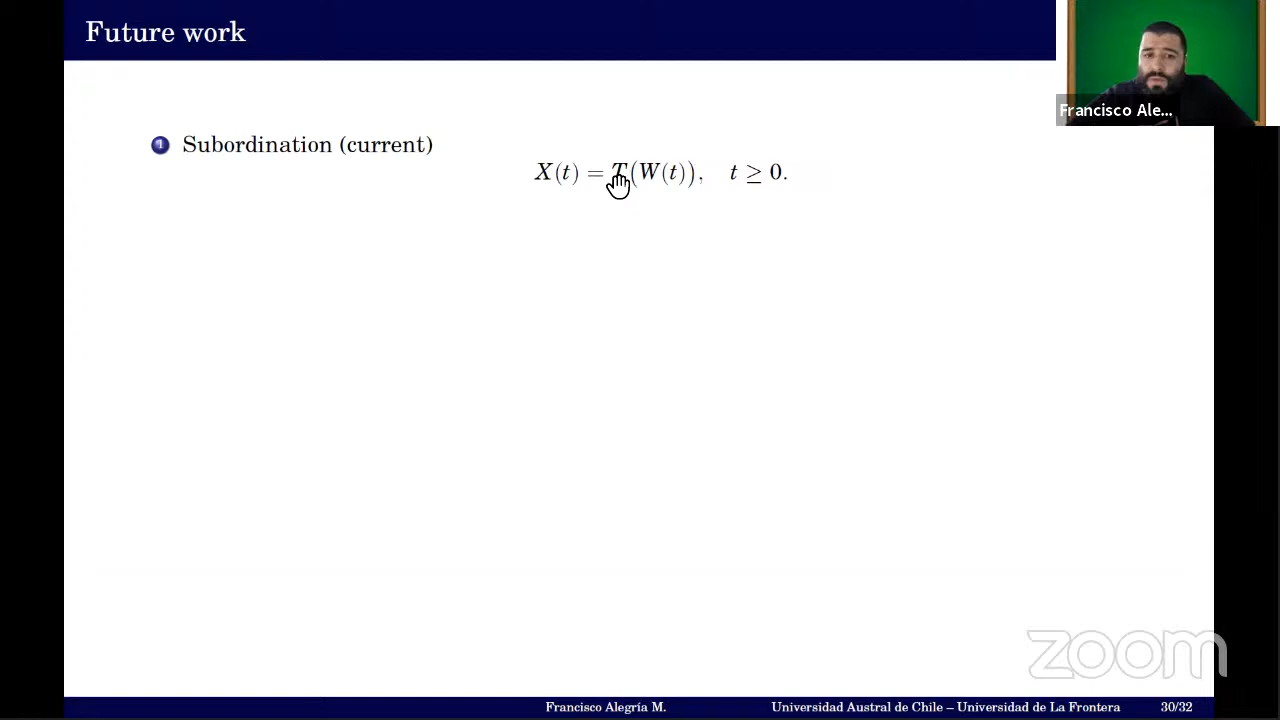 Future work
Francisco Ale...
1 Subordination (current)
X(t) = T(W(t)), t ≥ 0.
zoom
Francisco Alegría M. Universidad Austral de Chile – Universidad de La Frontera 30/32